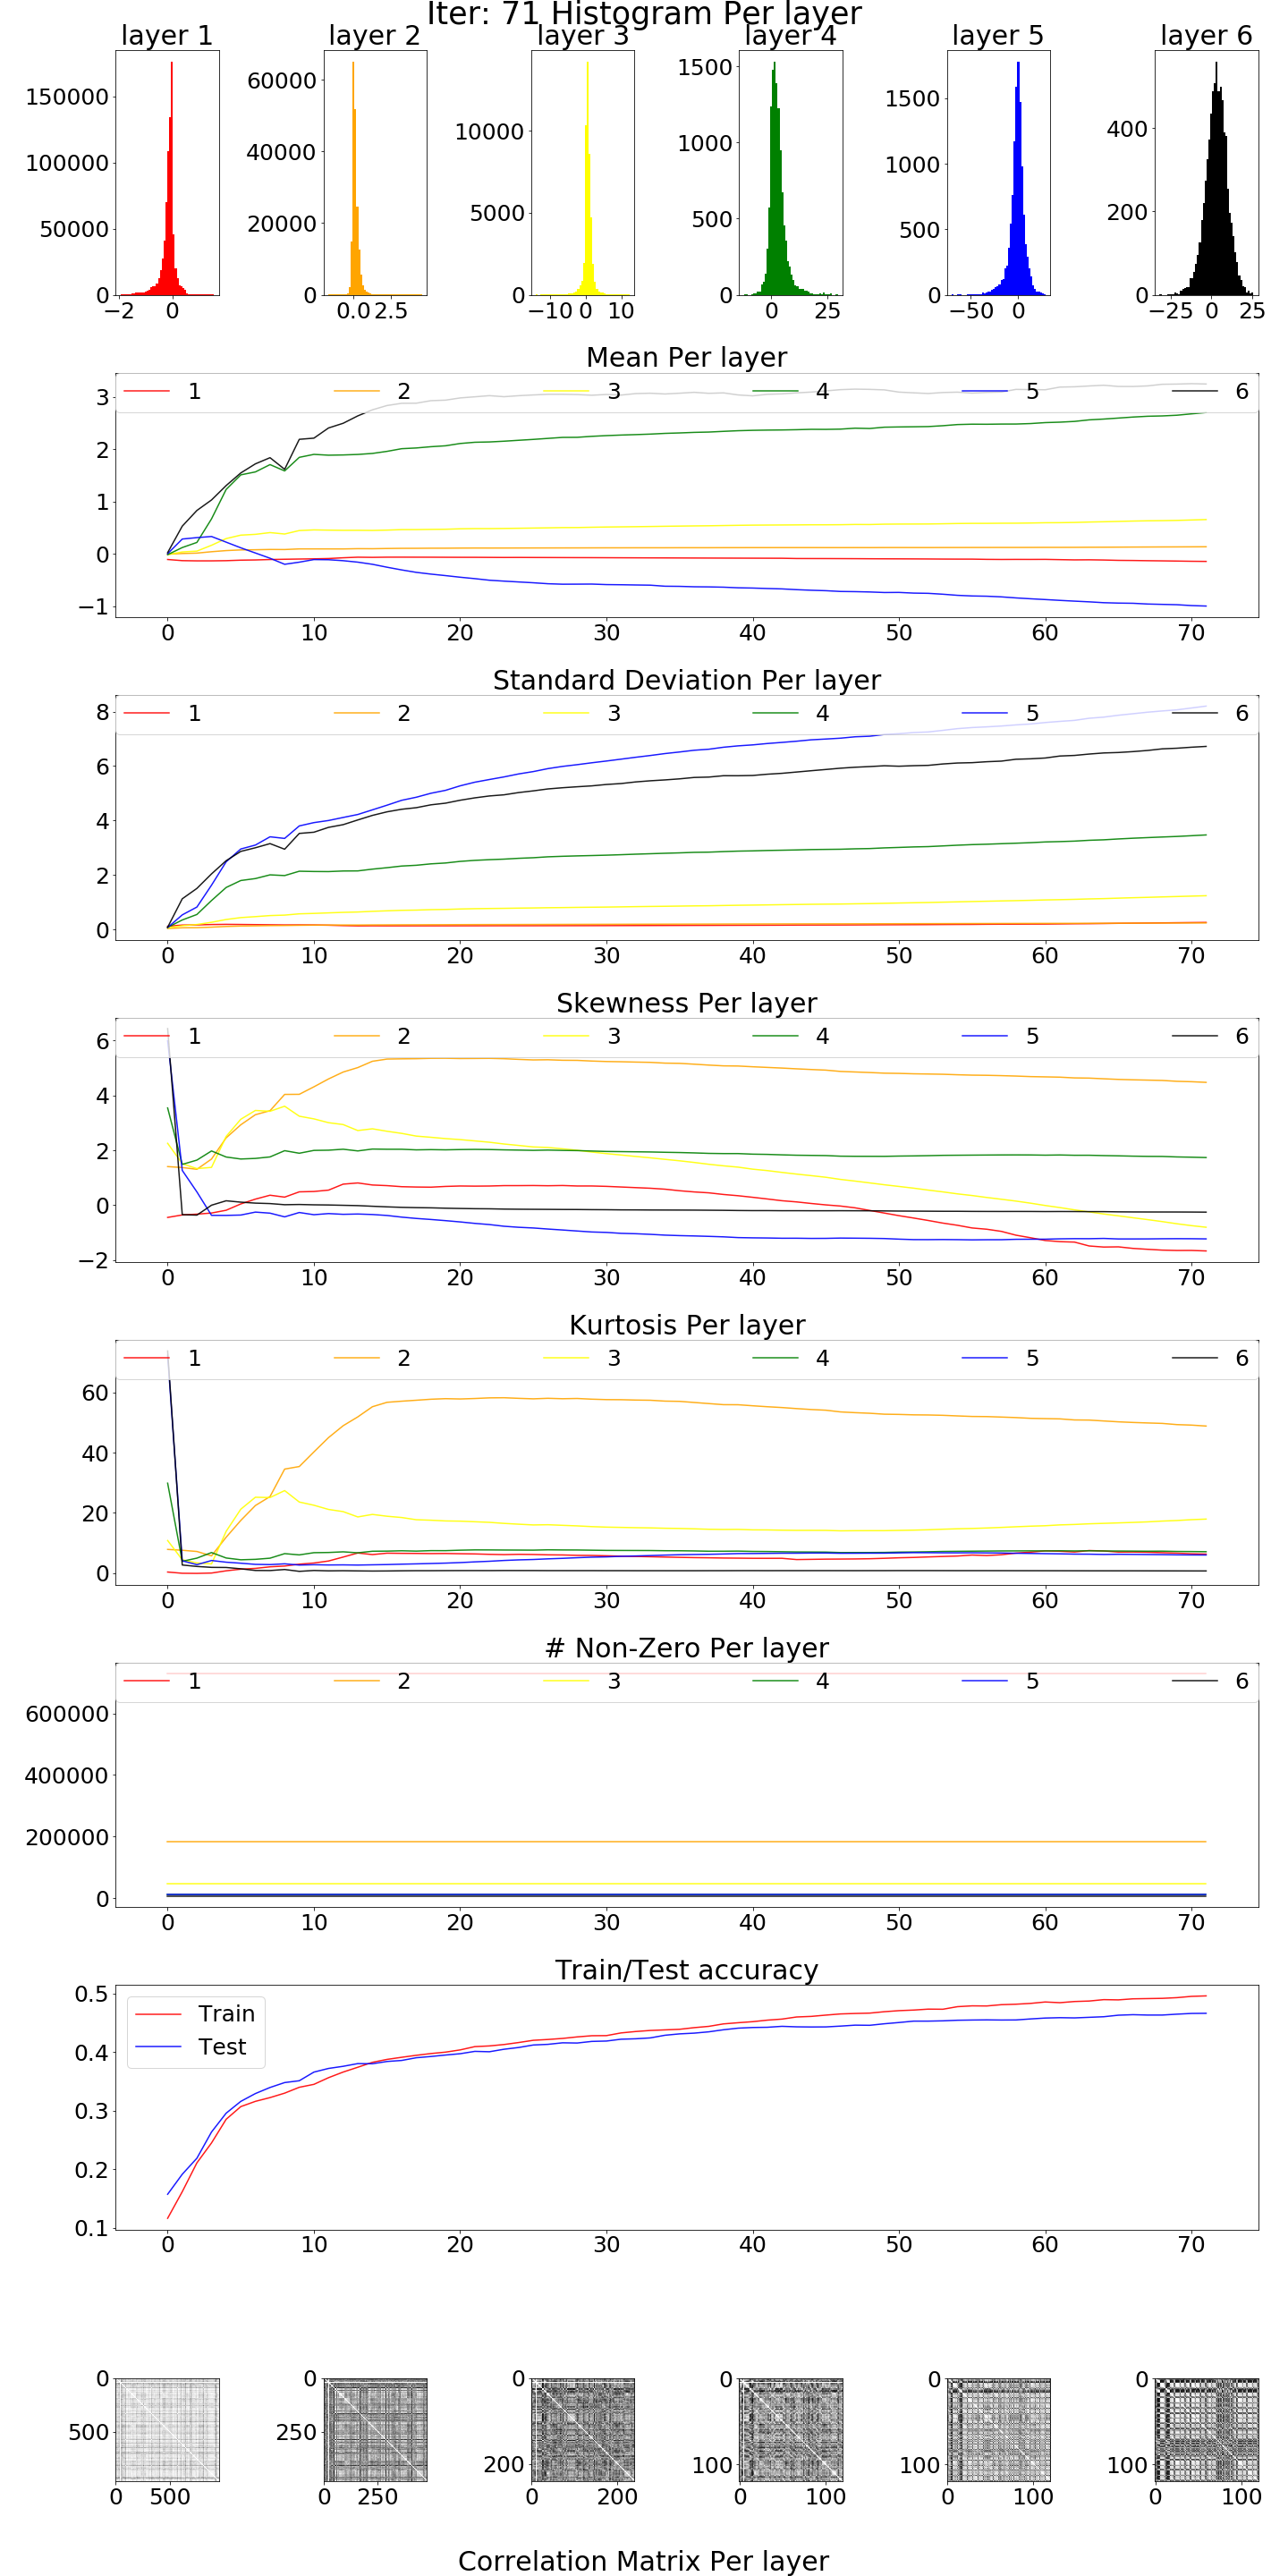 Iter: 71 Histogram Per layer
layer 1 layer 2 layer 3 layer 4 layer 5 layer 6
150000 100000 50000 0 −2 0
60000 40000 20000 0 0.0 2.5
10000 5000 0 −10 0 10
1500 1000 500 0 0 25
1500 1000 500 0 −50 0
400 200 0 −25 0 25
Mean Per layer
1 2 3 4 5 6
3
2
1
0
−1
0 10 20 30 40 50 60 70
Standard Deviation Per layer
1 2 3 4 5 6
8
6
4
2
0
0 10 20 30 40 50 60 70
Skewness Per layer
1 2 3 4 5 6
6
4
2
0
−2
0 10 20 30 40 50 60 70
Kurtosis Per layer
1 2 3 4 5 6
60
40
20
0
0 10 20 30 40 50 60 70
# Non-Zero Per layer
1 2 3 4 5 6
600000
400000
200000
0
0 10 20 30 40 50 60 70
Train/Test accuracy
Train
Test
0.5
0.4
0.3
0.2
0.1
0 10 20 30 40 50 60 70
0 500 0 500
0 250 0 250
0 200 0 200
0 100 0 100
0 100 0 100
0 100 0 100
Correlation Matrix Per layer